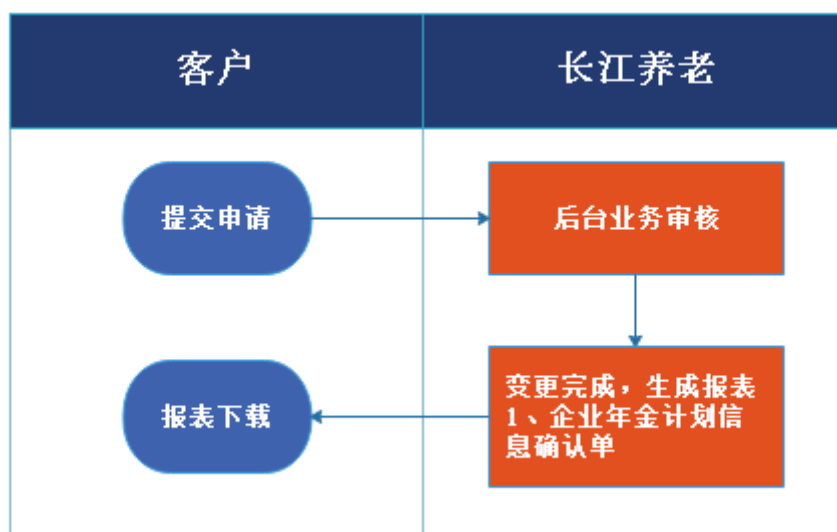 客户
长江养老
提交申请
后台业务审核
报表下载
变更完成，生成报表
1、企业年金计划信
息确认单